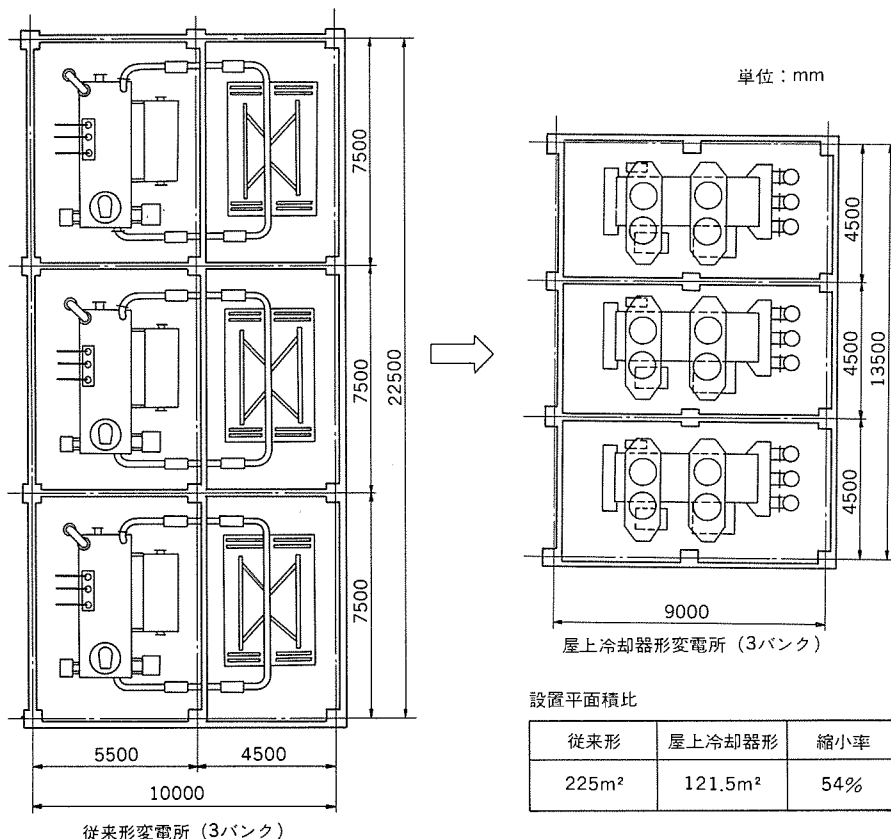 単位：mm
7500
7500
7500
22500
5500
4500
10000
従来形変電所（3バンク）
4500
4500
4500
13500
9000
屋上冷却器形変電所（3バンク）
設置平面積比
従来形 屋上冷却器形 縮小率
225m² 121.5m² 54%